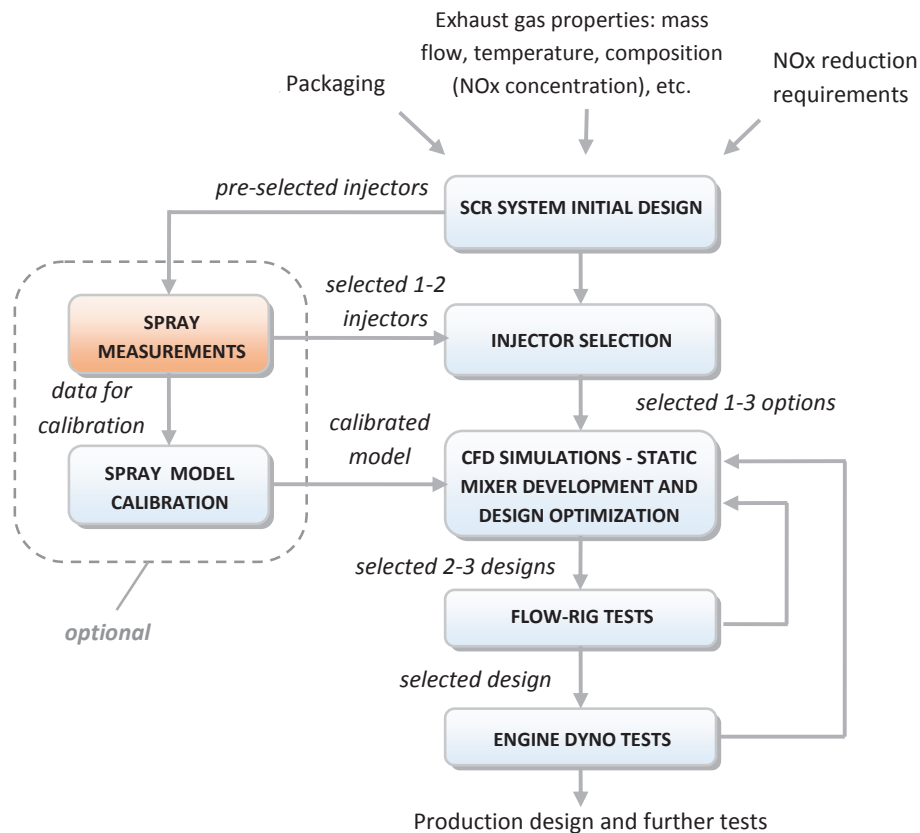 Exhaust gas properties: mass
flow, temperature, composition
(NOx concentration), etc.
Packaging
NOx reduction
requirements
pre-selected injectors
SCR SYSTEM INITIAL DESIGN
selected 1-2
injectors
SPRAY
MEASUREMENTS
INJECTOR SELECTION
data for
calibration
selected 1-3 options
calibrated
model
SPRAY MODEL
CALIBRATION
CFD SIMULATIONS - STATIC
MIXER DEVELOPMENT AND
DESIGN OPTIMIZATION
selected 2-3 designs
optional
FLOW-RIG TESTS
selected design
ENGINE DYNO TESTS
Production design and further tests